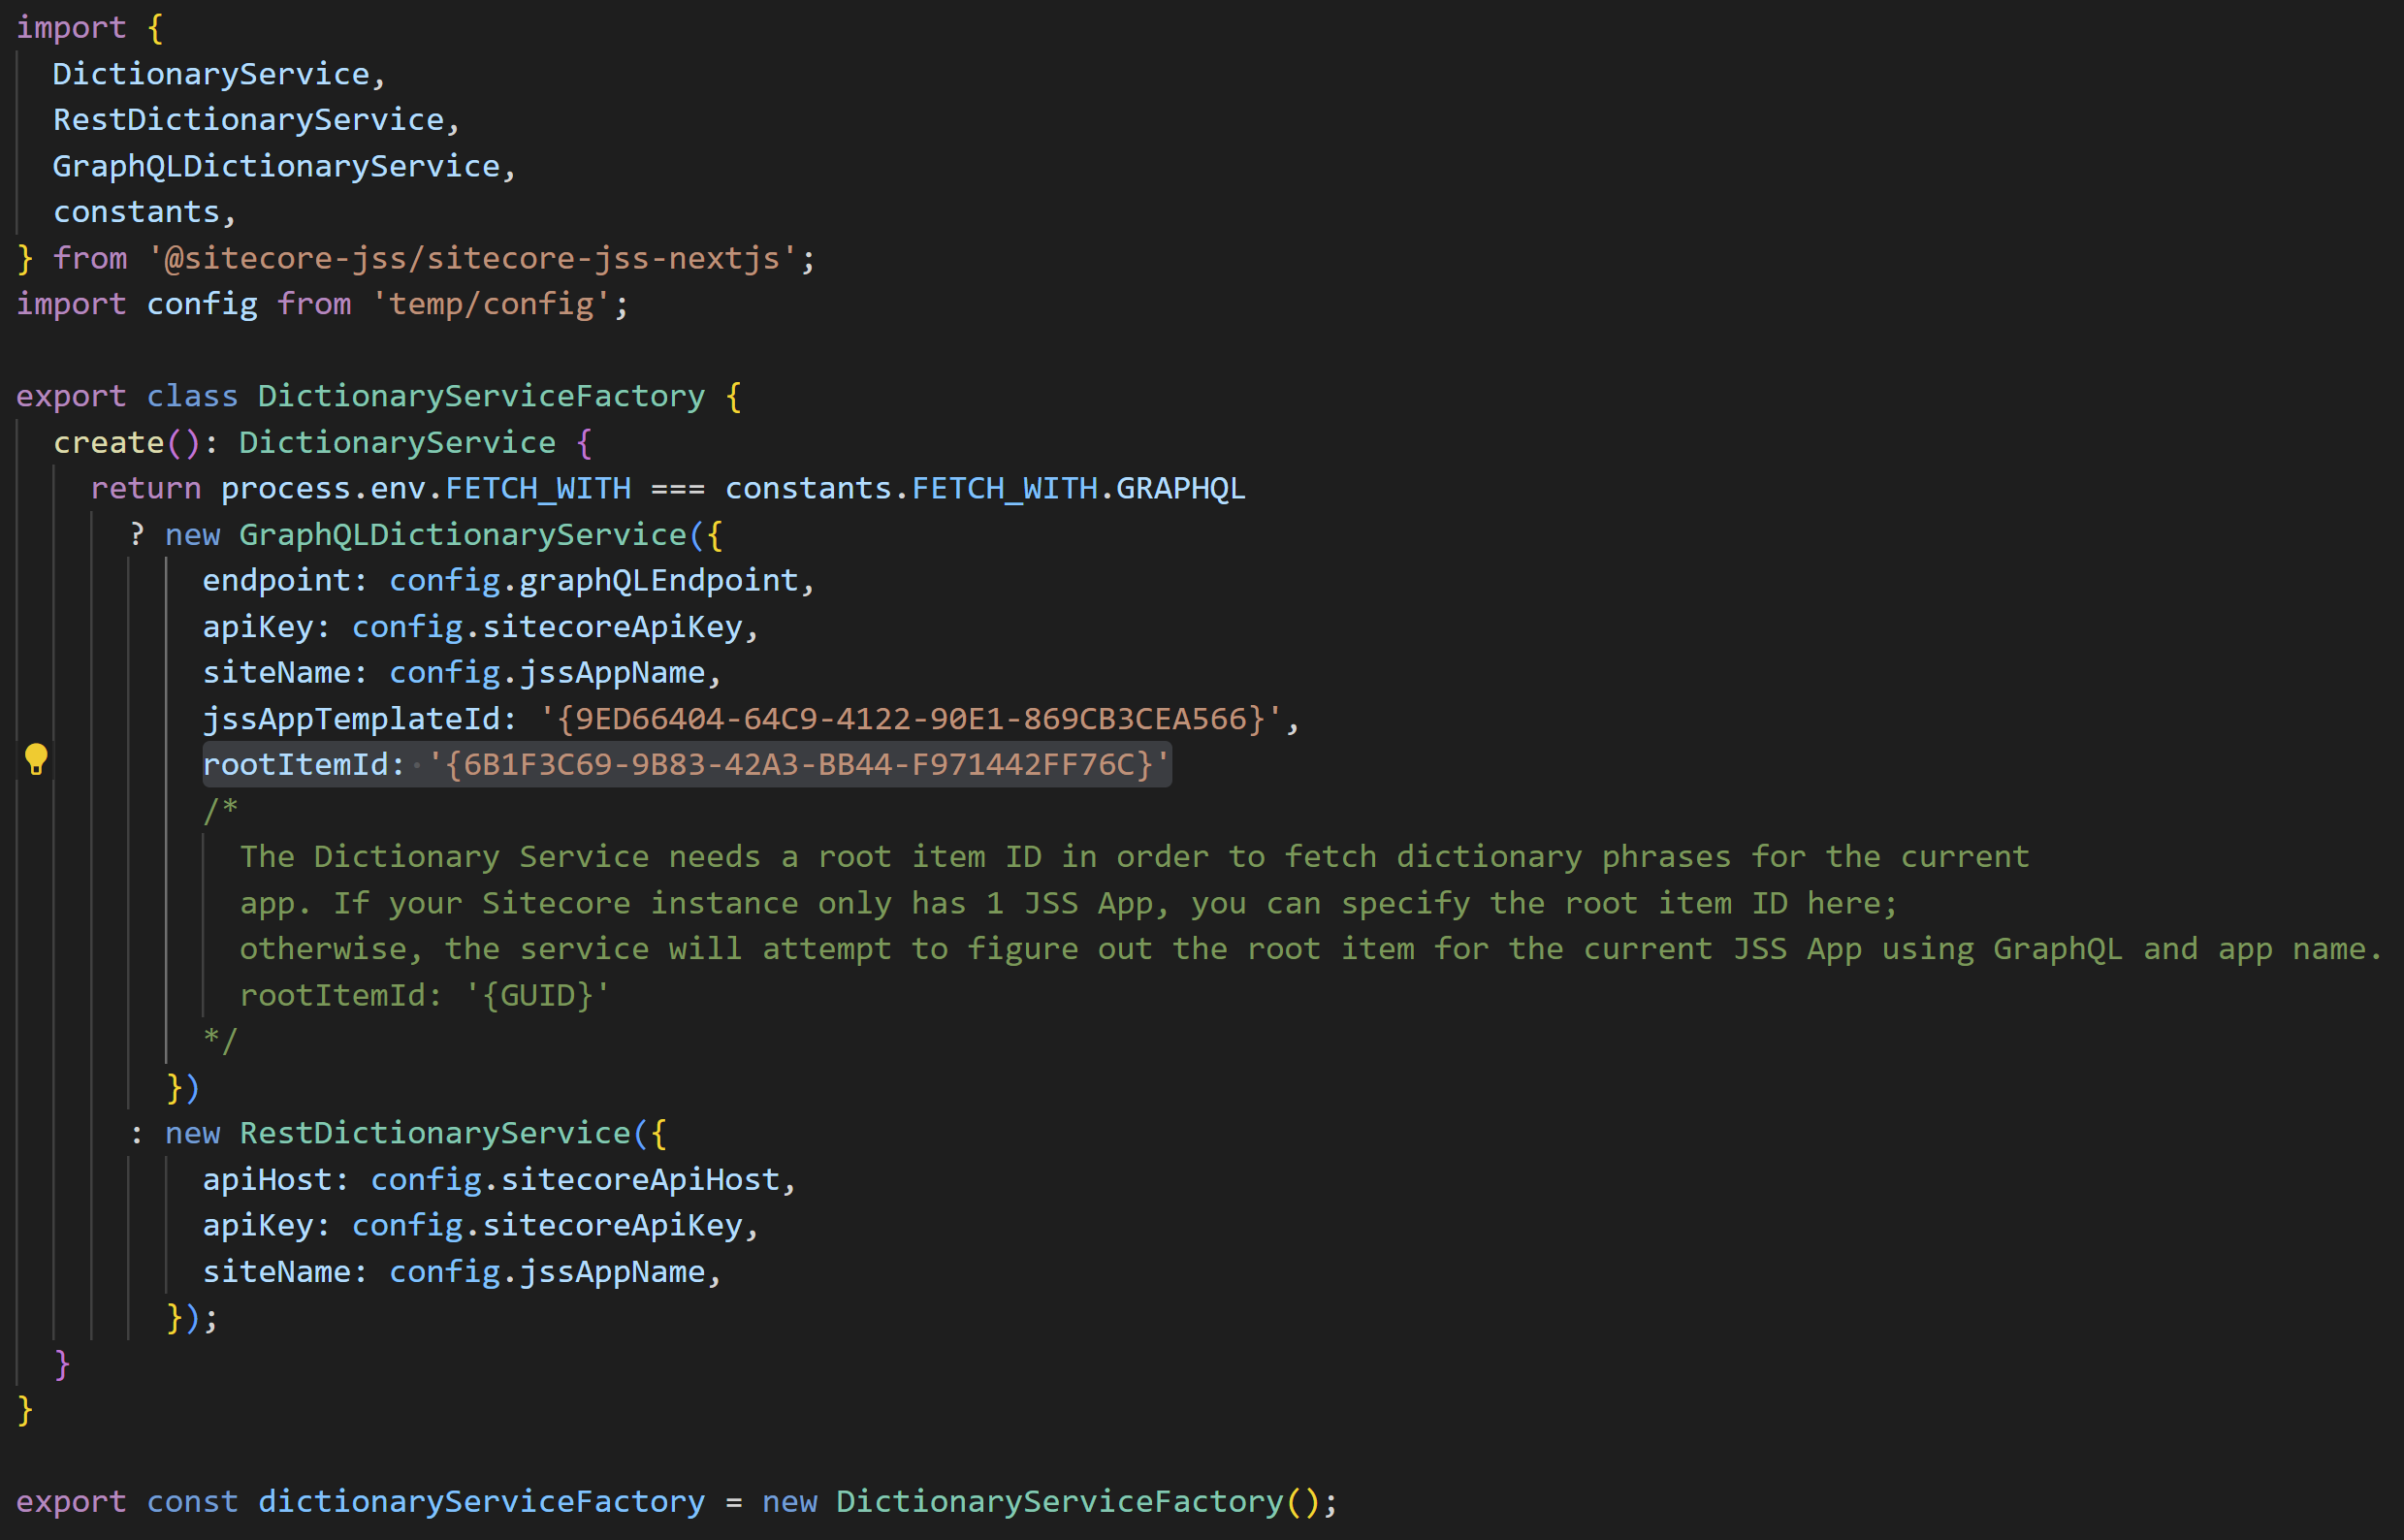 import {
  DictionaryService,
  RestDictionaryService,
  GraphQLDictionaryService,
  constants,
} from '@sitecore-jss/sitecore-jss-nextjs';
import config from 'temp/config';

export class DictionaryServiceFactory {
  create(): DictionaryService {
    return process.env.FETCH_WITH === constants.FETCH_WITH.GRAPHQL
      ? new GraphQLDictionaryService({
          endpoint: config.graphQLEndpoint,
          apiKey: config.sitecoreApiKey,
          siteName: config.jssAppName,
          jssAppTemplateId: '{9ED66404-64C9-4122-90E1-869CB3CEA566}',
          rootItemId: '{6B1F3C69-9B83-42A3-BB44-F971442FF76C}'
          /*
            The Dictionary Service needs a root item ID in order to fetch dictionary phrases for the current
            app. If your Sitecore instance only has 1 JSS App, you can specify the root item ID here;
            otherwise, the service will attempt to figure out the root item for the current JSS App using GraphQL and app name.
            rootItemId: '{GUID}'
          */
        })
      : new RestDictionaryService({
          apiHost: config.sitecoreApiHost,
          apiKey: config.sitecoreApiKey,
          siteName: config.jssAppName,
        });
  }
}

export const dictionaryServiceFactory = new DictionaryServiceFactory();